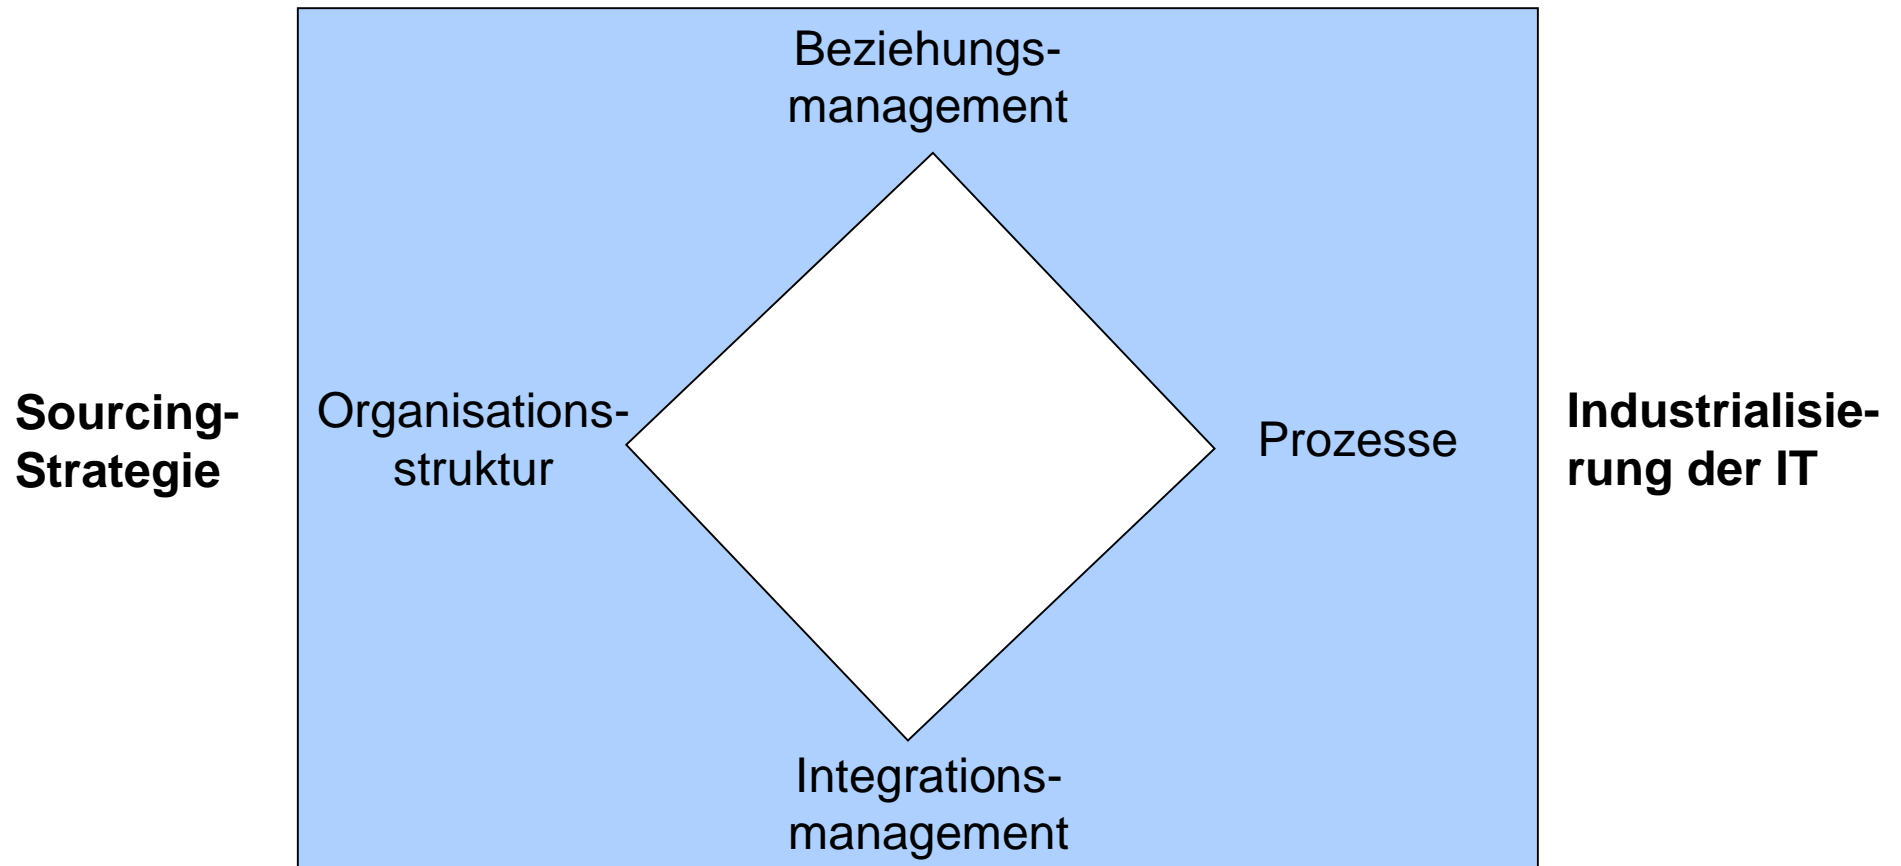 Beziehungs-
management
Sourcing-
Strategie
Organisations-
struktur
Prozesse
Industrialisie-
rung der IT
Integrations-
management